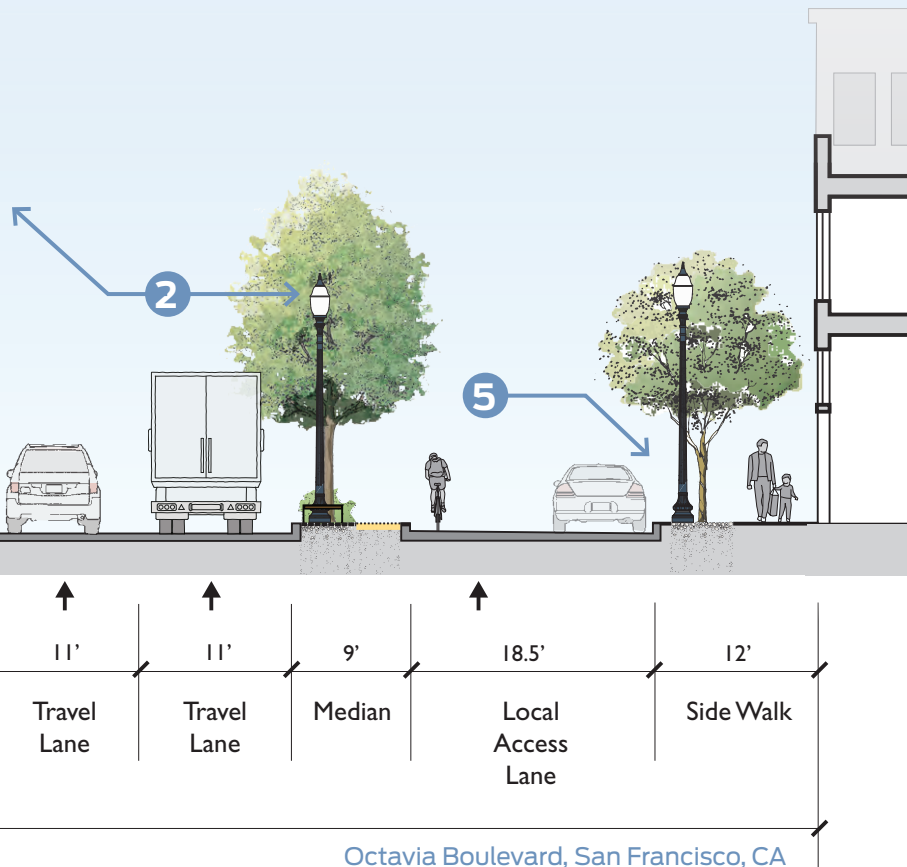 2
5
11’ 11’ 9’ 18.5’ 12’
Travel
Lane
Travel
Lane
Median
Local
Access
Lane
Side Walk
Octavia Boulevard, San Francisco, CA